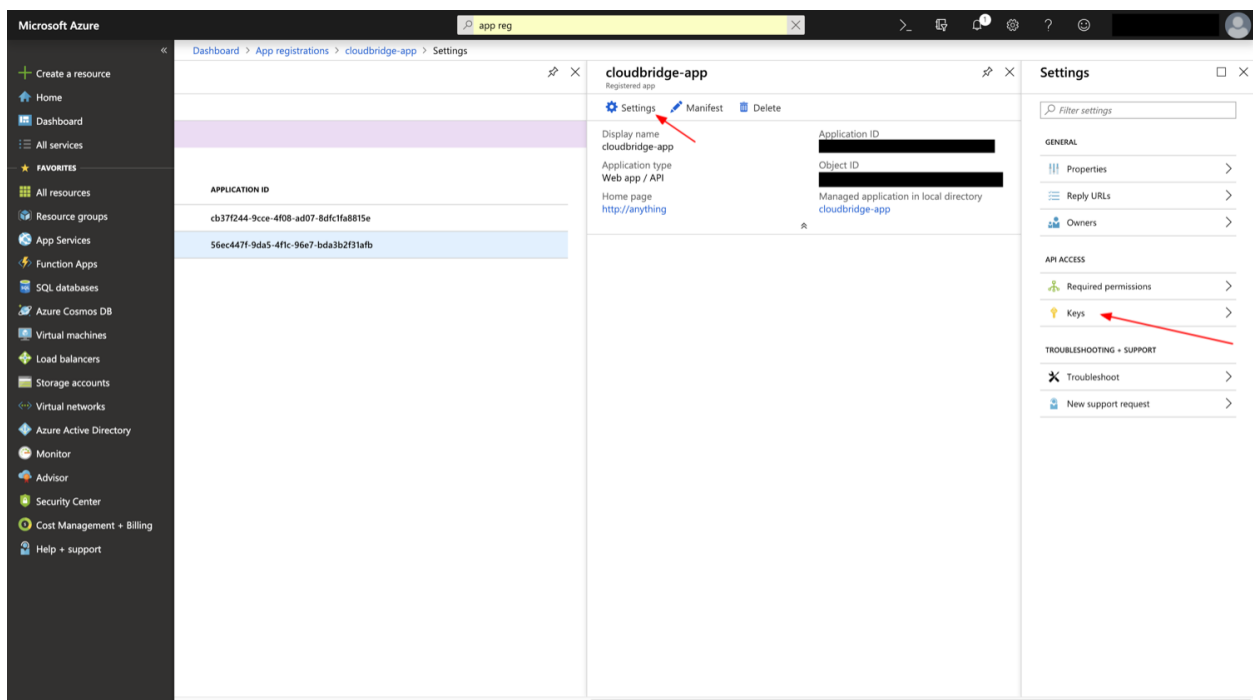 Microsoft Azure
app reg
1
Dashboard > App registrations > cloudbridge-app > Settings
Create a resource
Home
Dashboard
All services
FAVORITES
All resources
Resource groups
App Services
Function Apps
SQL databases
Azure Cosmos DB
Virtual machines
Load balancers
Storage accounts
Virtual networks
Azure Active Directory
Monitor
Advisor
Security Center
Cost Management + Billing
Help + support
APPLICATION ID
cb37f244-9cce-4f08-ad07-8dfc1fa8815e
56ec447f-9da5-4f1c-96e7-bda3b2f31afb
cloudbridge-app
Registered app
Settings Manifest Delete
Display name
cloudbridge-app
Application type
Web app / API
Home page
http://anything
Application ID
Object ID
Managed application in local directory
cloudbridge-app
Settings
Filter settings
GENERAL
Properties
Reply URLs
Owners
API ACCESS
Required permissions
Keys
TROUBLESHOOTING + SUPPORT
Troubleshoot
New support request